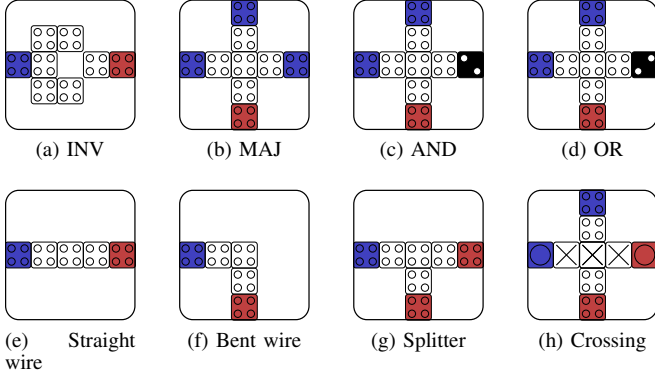 (a) INV
(b) MAJ
(c) AND
(d) OR
(e) Straight
wire
(f) Bent wire
(g) Splitter
(h) Crossing